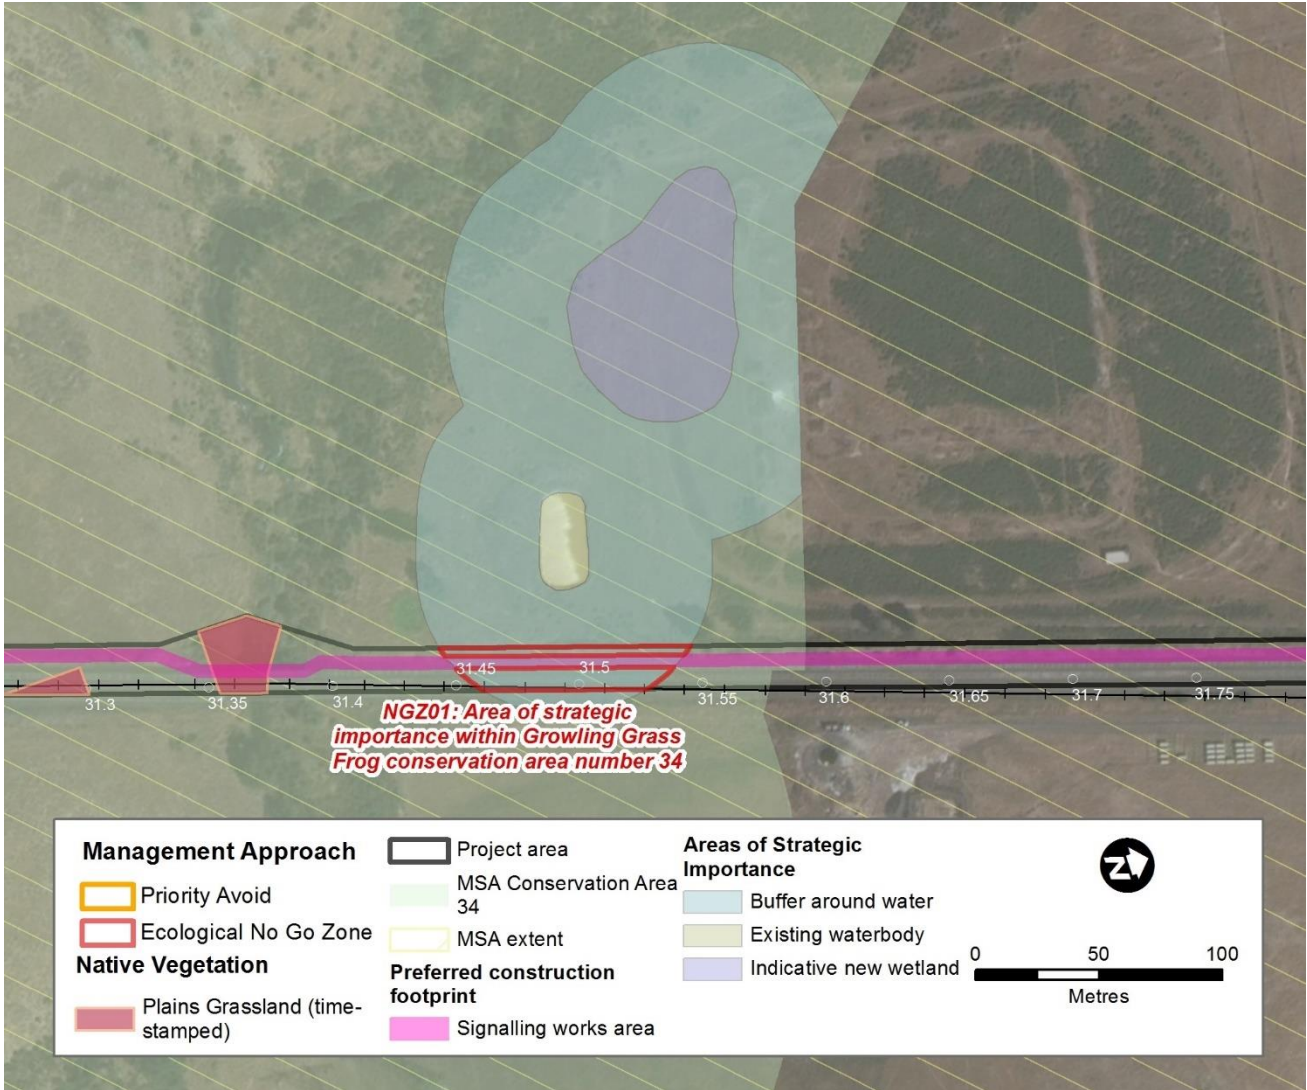 31.45
31.5
31.3
31.35
31.4
31.55
31.6
31.65
31.7
31.75
NGZ01: Area of strategic
importance within Growling Grass
Frog conservation area number 34
Management Approach
Priority Avoid
Ecological No Go Zone
Native Vegetation
Plains Grassland (time-
stamped)
Project area
MSA Conservation Area
34
MSA extent
Preferred construction
footprint
Signalling works area
Areas of Strategic
Importance
Buffer around water
Existing waterbody
Indicative new wetland
Z
0 50 100
Metres